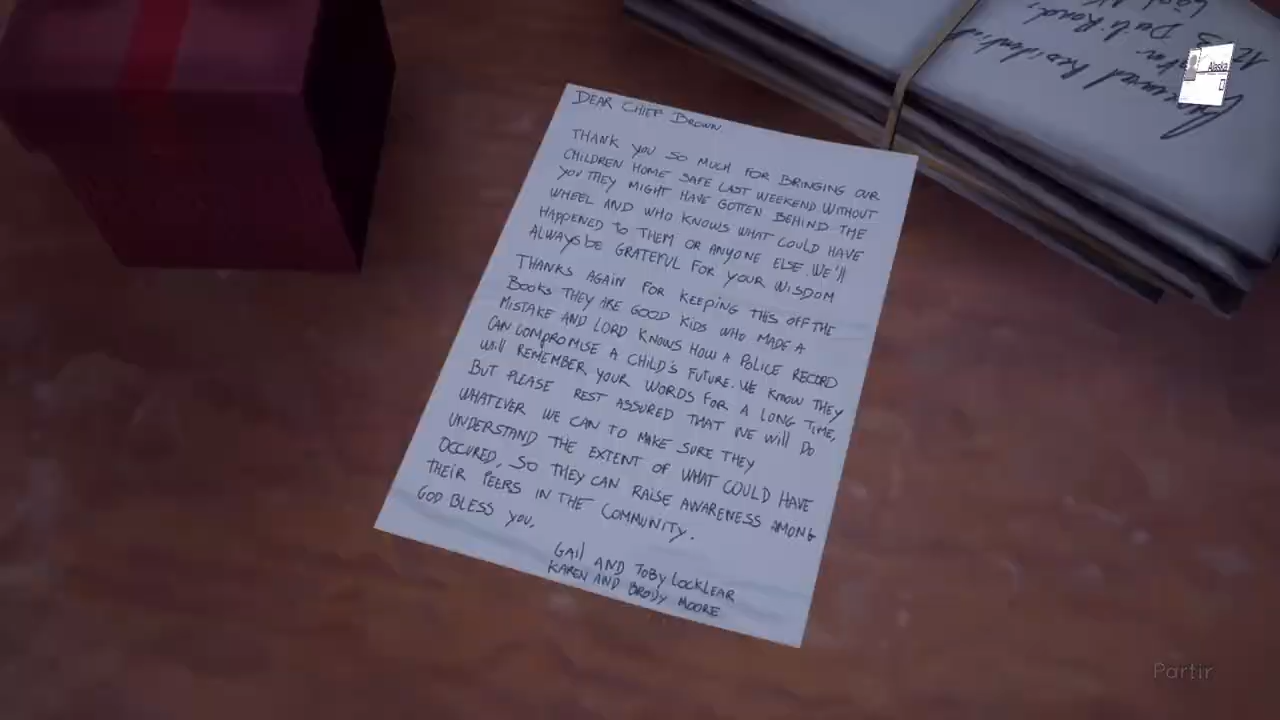 DEAR CHIEF BROWN
THANK YOU SO MUCH FOR BRINGING OUR
CHILDREN HOME SAFE LAST WEEKEND WITHOUT
YOU THEY MIGHT HAVE GOTTEN BEHIND THE
WHEEL AND WHO KNOWS WHAT COULD HAVE
HAPPENED TO THEM OR ANYONE ELSE. WE'll
ALWAYS BE GRATEFUL FOR YOUR WISDOM
THANKS AGAIN FOR KEEPING THIS OFF THE
BOOKS THEY ARE GOOD KIDS WHO MADE A
MISTAKE AND LORD KNOWS HOW A POLICE RECORD
CAN COMPROMISE A CHILD'S FUTURE. WE KNOW THEY
Will REMEMBER YOUR WORDS FOR A LONG TIME,
BUT PLEASE REST ASSURED THAT WE Will DO
WHATEVER WE CAN TO MAKE SURE THEY
UNDERSTAND THE EXTENT OF WHAT COULD HAVE
OCCURED, SO THEY CAN RAISE AWARENESS AMONG
THEIR PEERS IN THE COMMUNITY.
GOD BLESS YOU,
GAil AND TOBY LOCKLEAR
KAREN AND BRODY MOORE
Alaska
Partir